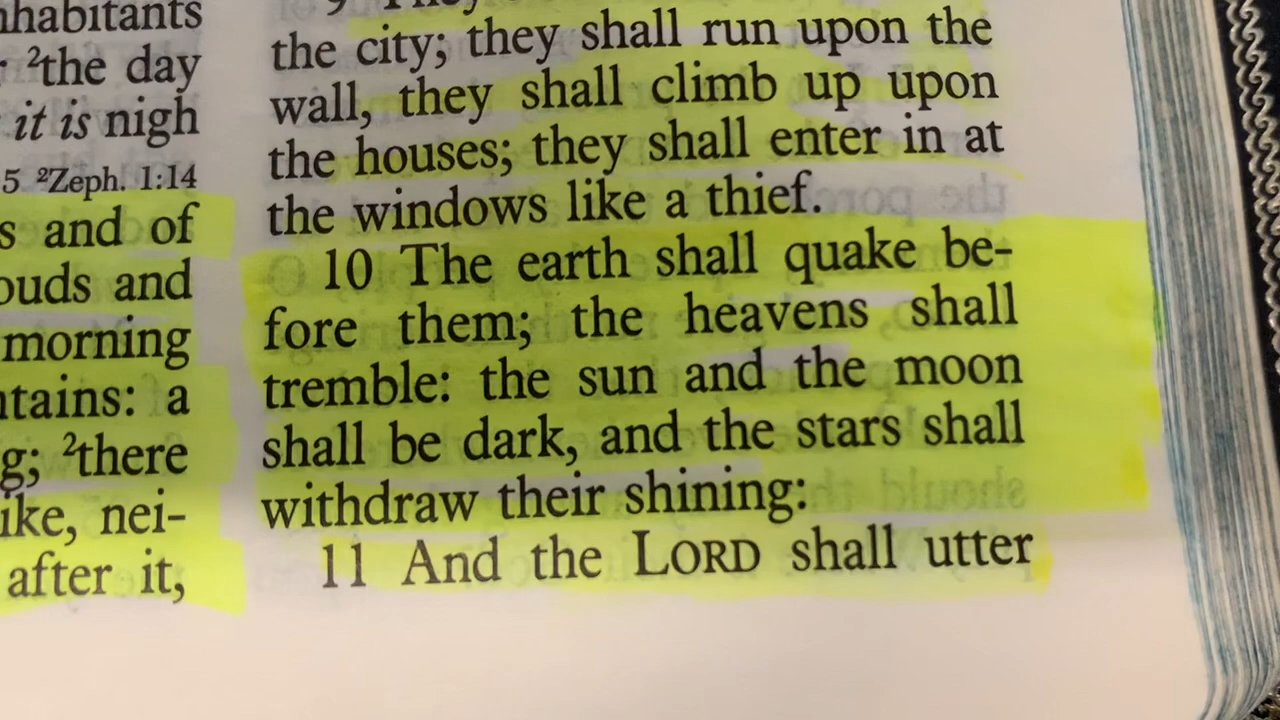 nhabitants
²the day
it is nigh
5 ²Zeph. 1:14
s and of
ouds and
morning
ntains: a
g; ²there
ike, nei-
after it,
9 They
the city; they shall run upon the
wall, they shall climb up upon
the houses; they shall enter in at
the windows like a thief.
10 The earth shall quake be-
fore them; the heavens shall
tremble: the sun and the moon
shall be dark, and the stars shall
withdraw their shining:
11 And the LORD shall utter